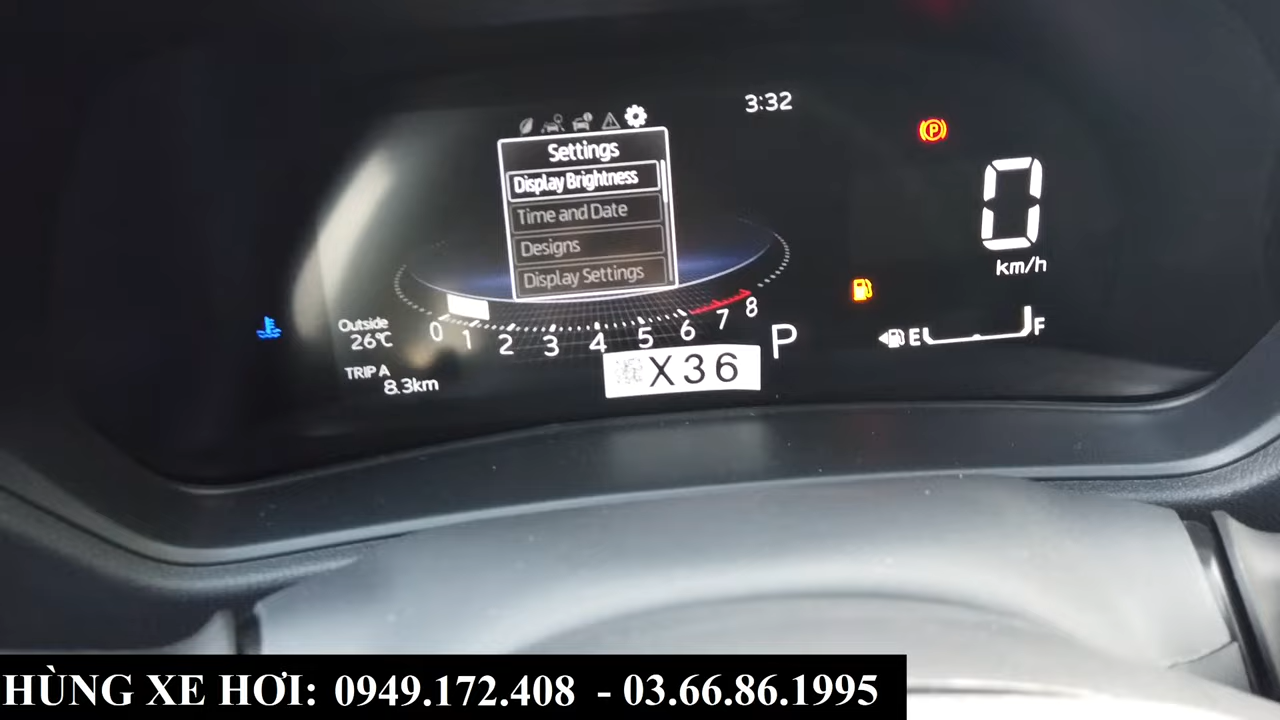 3:32
Settings
Display Brightness
Time and Date
Designs
Display Settings
0
km/h
Outside
26℃
TRIP A
8.3km
0 1 2 3 4 5 6 7 8
P
X36
E F
HÙNG XE HƠI: 0949.172.408 - 03.66.86.1995